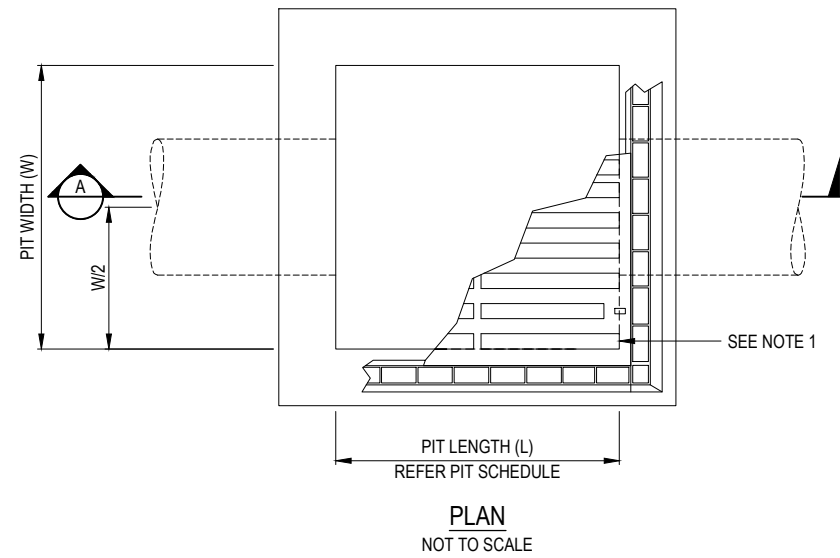 PIT WIDTH (W)
A
W/2
SEE NOTE 1
PIT LENGTH (L)
REFER PIT SCHEDULE
PLAN
NOT TO SCALE